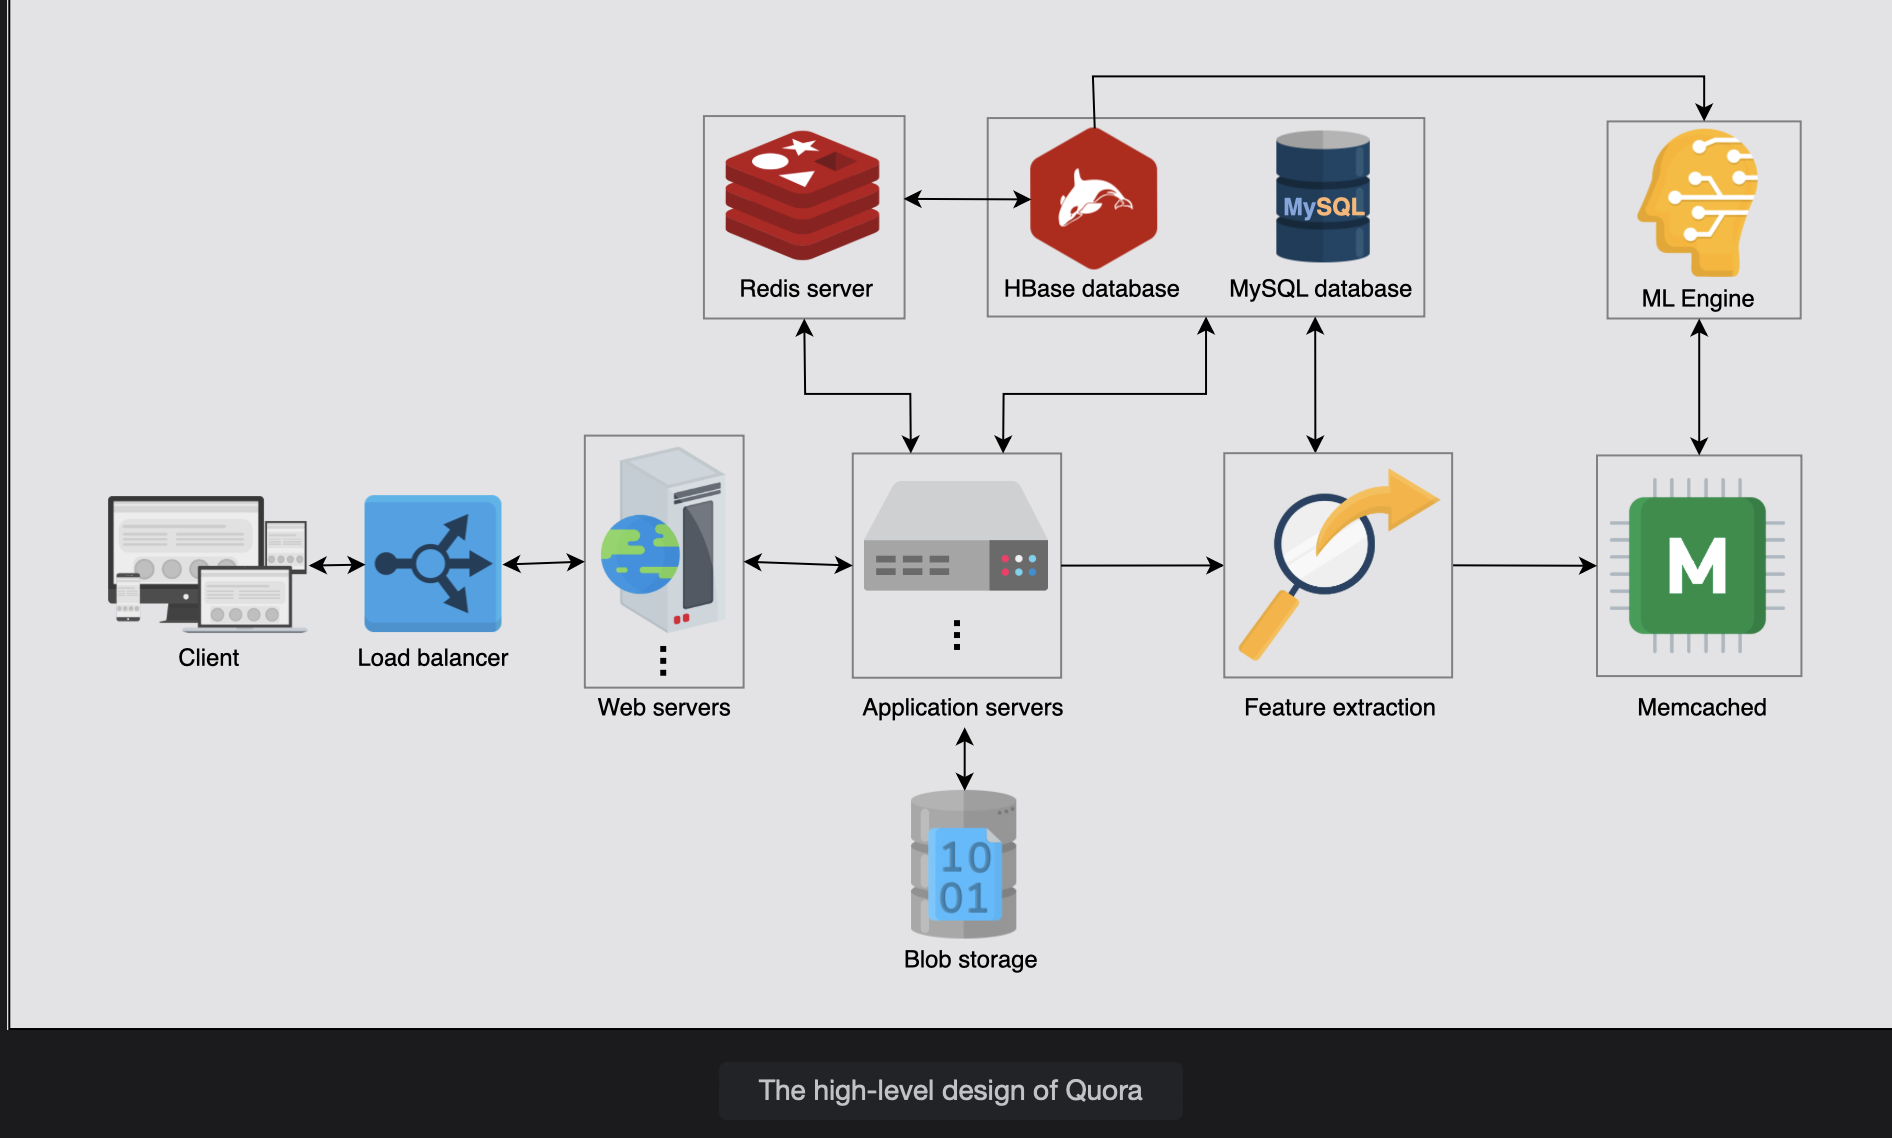 Redis server
HBase database
MySQL
MySQL database
ML Engine
Client
Load balancer
Web servers
Application servers
Feature extraction
M
Memcached
10
01
Blob storage
The high-level design of Quora